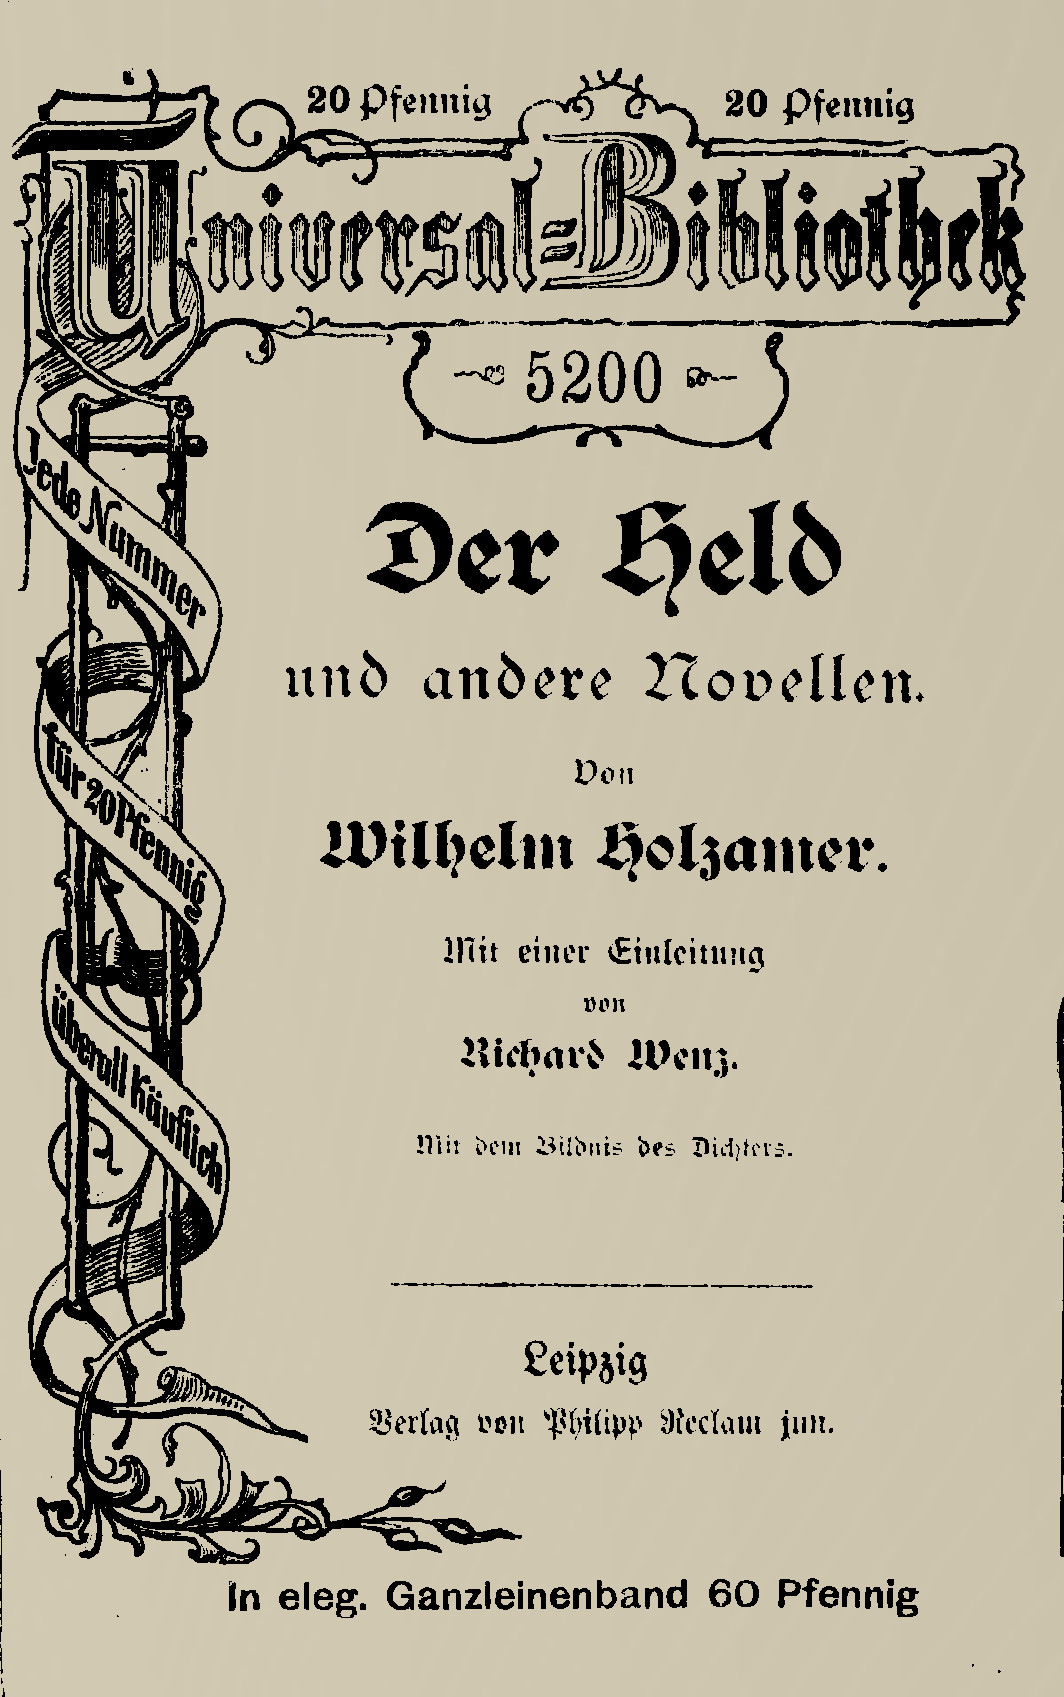 20 Pfennig 20 Pfennig
Universal-Bibliothek
5200
Jede Nummer
für 20 Pfennig
überall käuflich
Der Held
und andere Novellen.
Von
Wilhelm Holzamer.
Mit einer Einleitung
von
Richard Wenz.
Mit dem Bildnis des Dichters.
Leipzig
Verlag von Philipp Reclam jun.
In eleg. Ganzleinenband 60 Pfennig